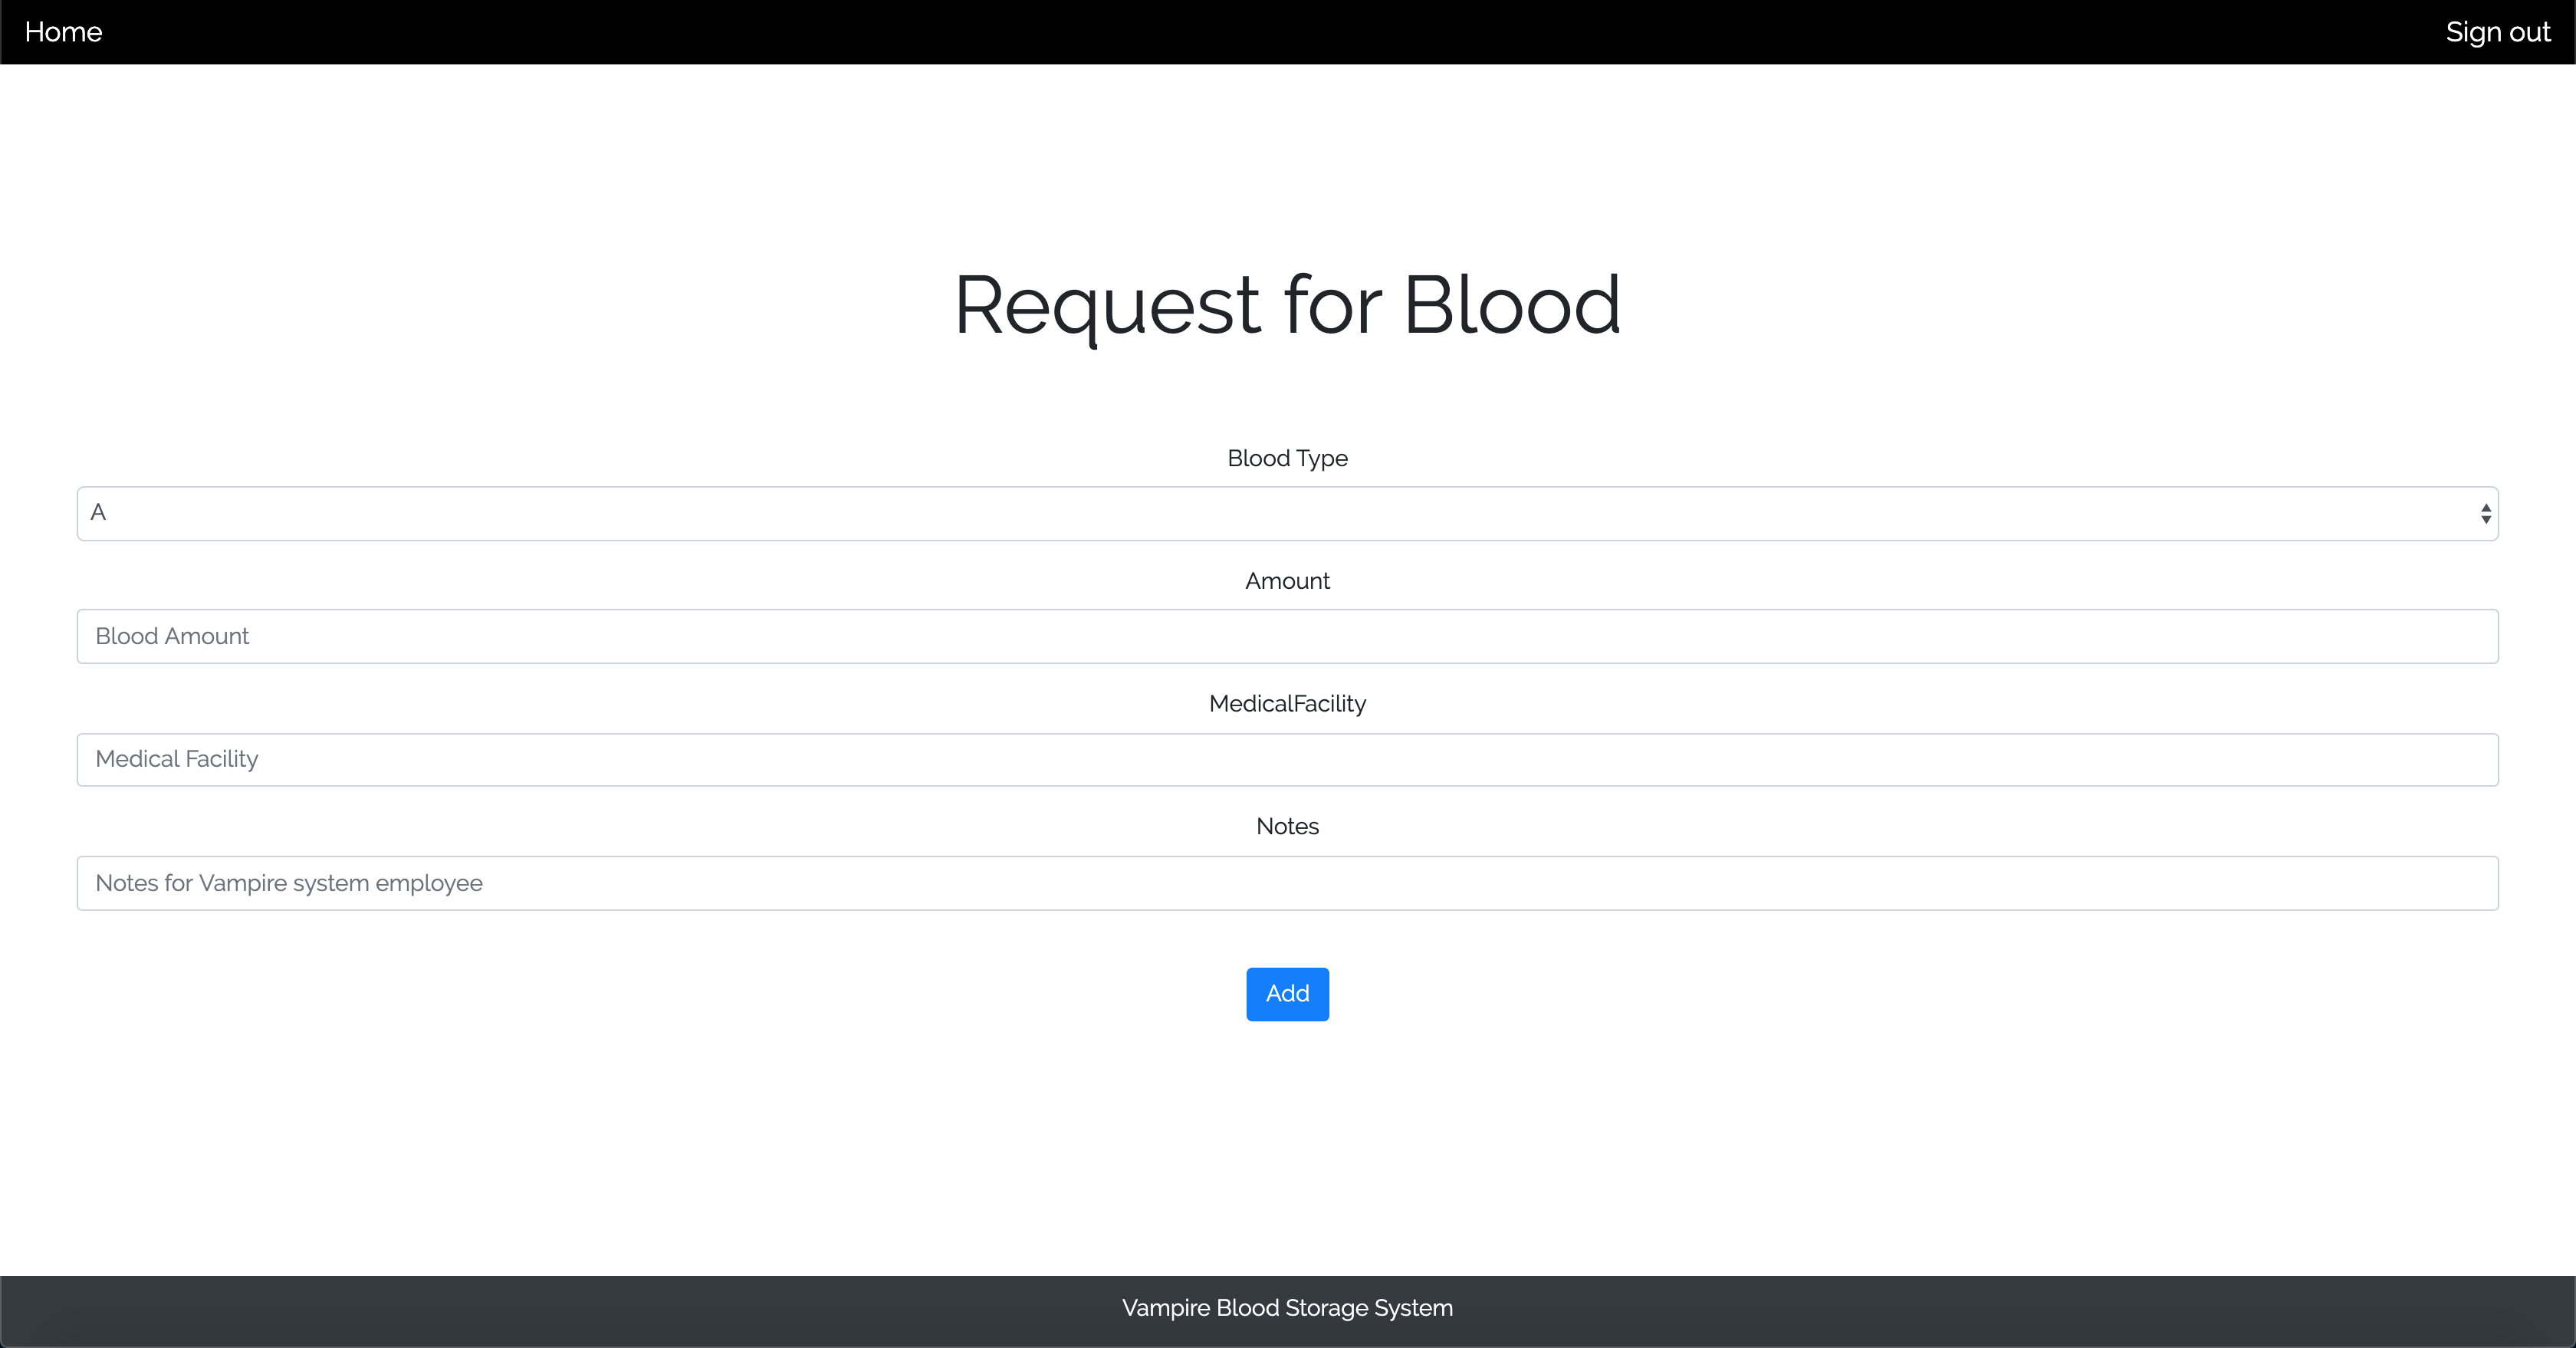 Home
Sign out
Request for Blood
Blood Type
A
Amount
Blood Amount
MedicalFacility
Medical Facility
Notes
Notes for Vampire system employee
Add
Vampire Blood Storage System